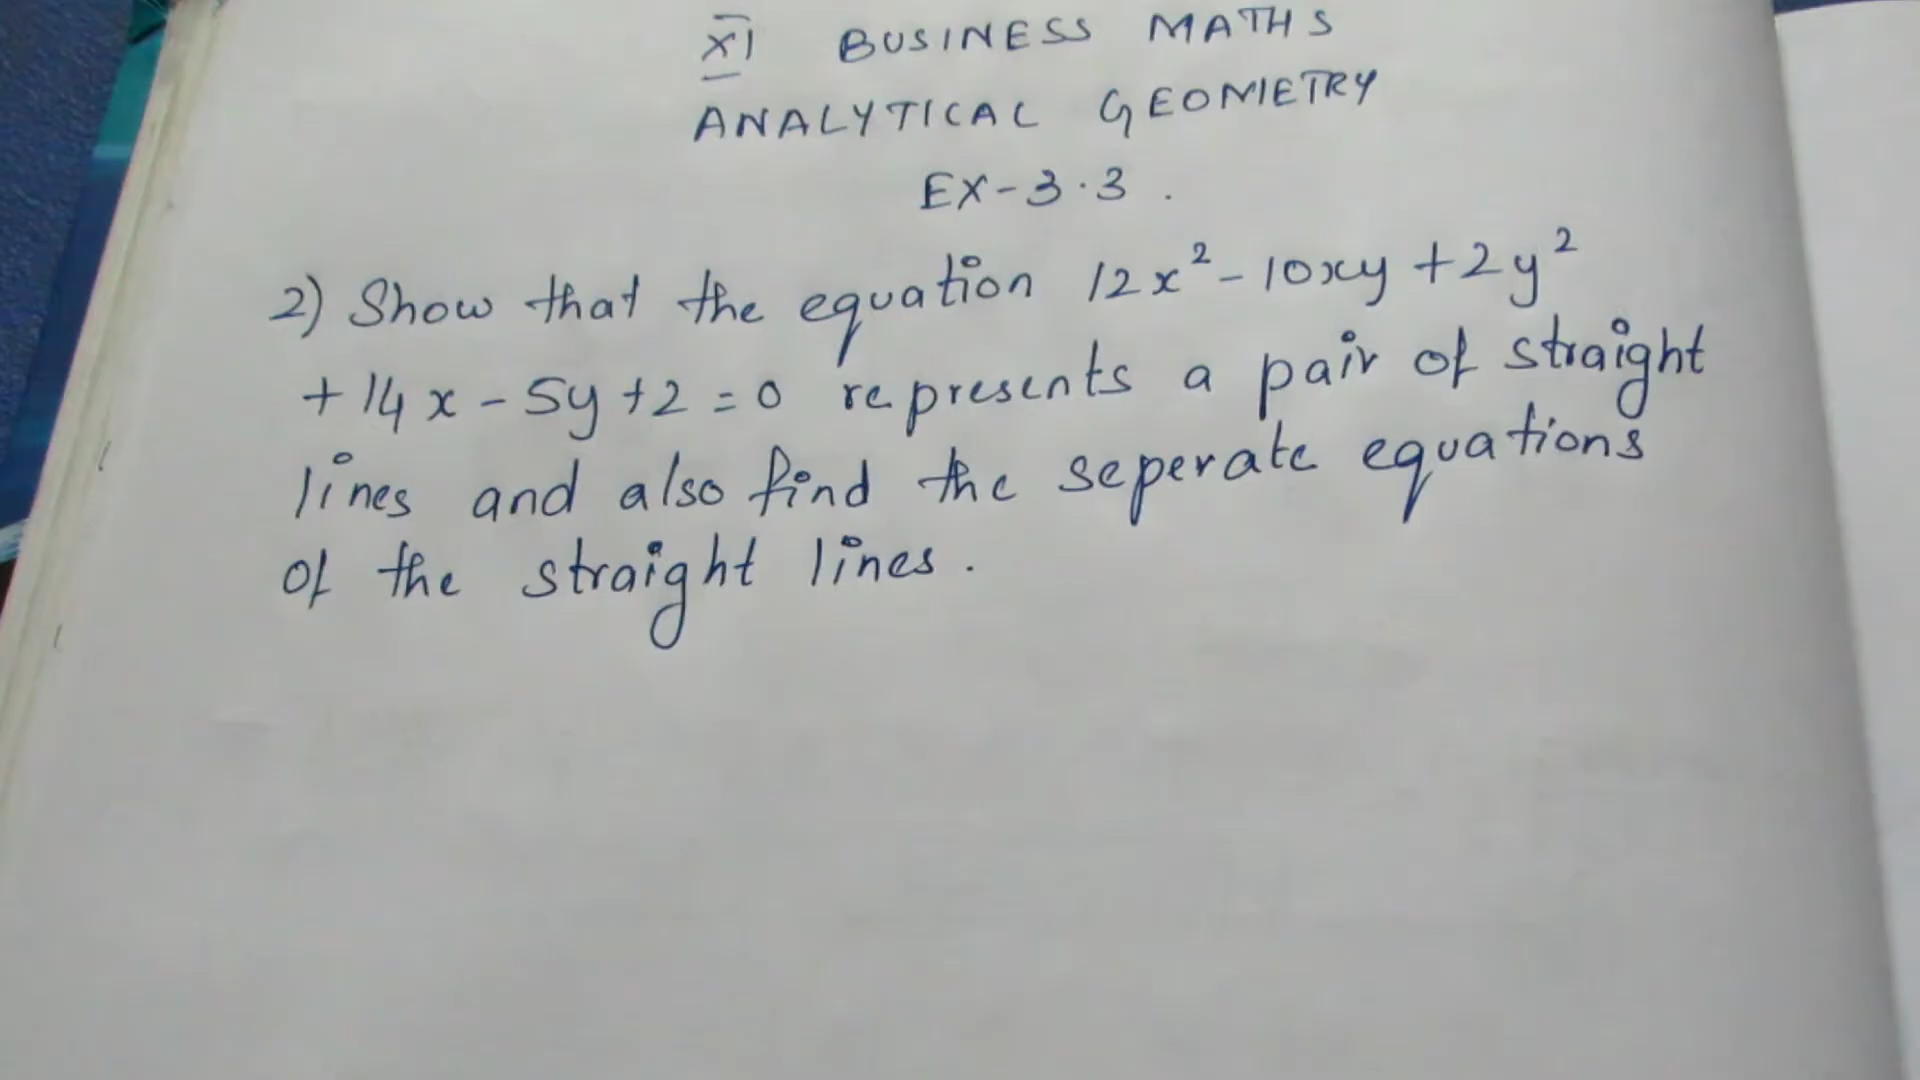 XI BUSINESS MATHS
ANALYTICAL GEOMETRY
EX-3.3.
2) Show that the equation 12x² - 10xy + 2y²
+ 14x - 5y + 2 = 0 represents a pair of straight
lines and also find the seperate equations
of the straight lines.